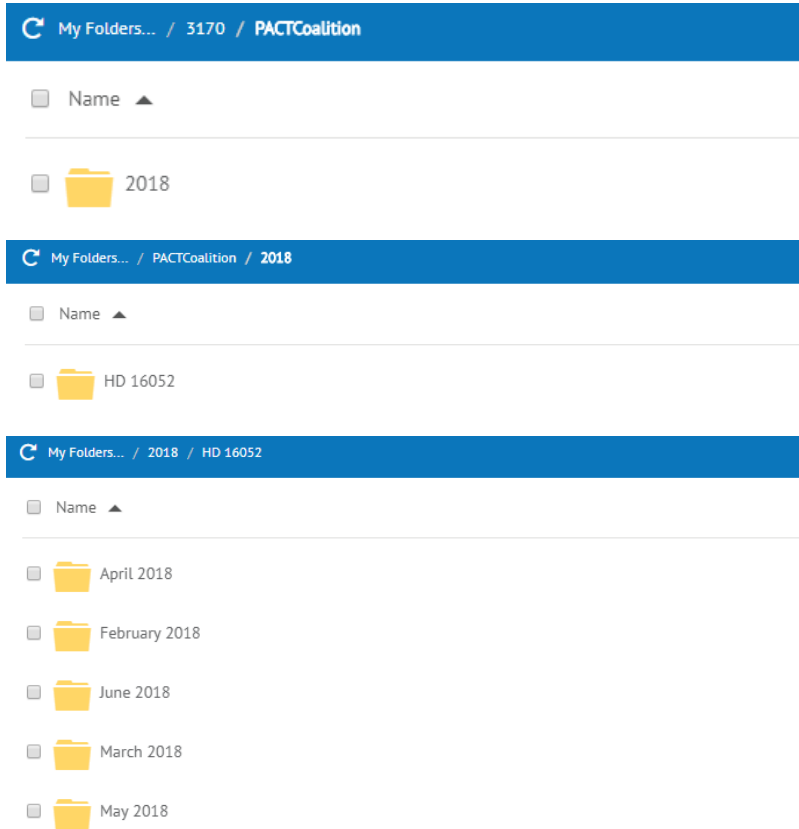 My Folders... / 3170 / PACTCoalition
Name
2018
My Folders... / PACTCoalition / 2018
Name
HD 16052
My Folders... / 2018 / HD 16052
Name
April 2018
February 2018
June 2018
March 2018
May 2018